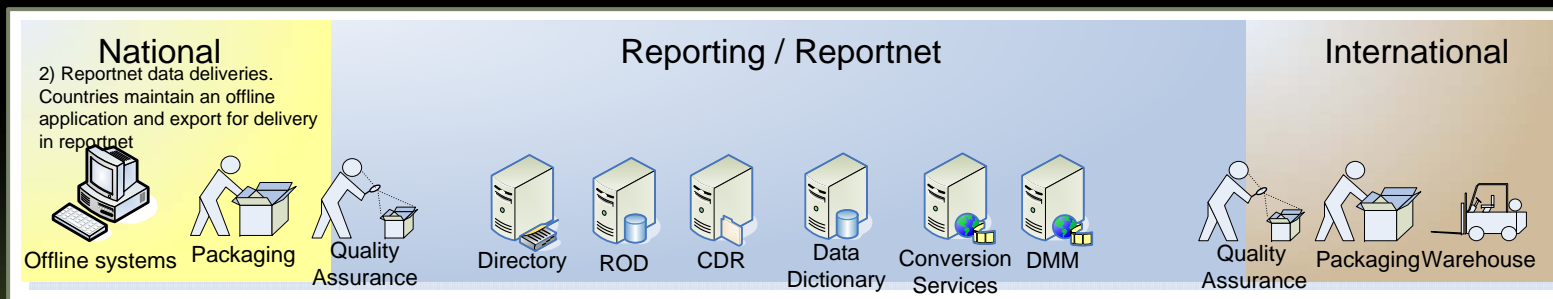 National
Reporting / Reportnet
International
2) Reportnet data deliveries.
Countries maintain an offline
application and export for delivery
in reportnet
Offline systems
Packaging
Quality
Assurance
Directory
ROD
CDR
Data
Dictionary
Conversion
Services
DMM
Quality
Assurance
Packaging
Warehouse